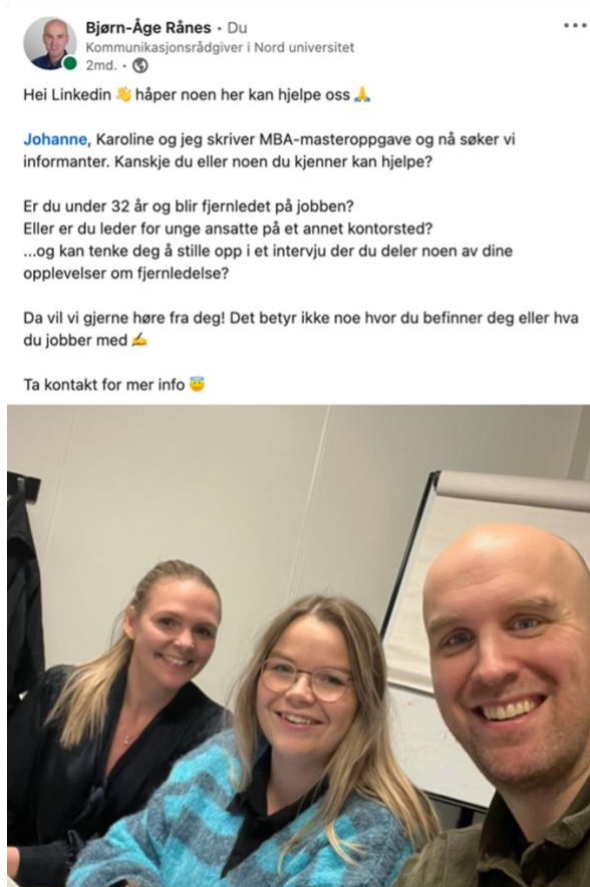 Bjørn-Åge Rånes • Du
Kommunikasjonsrådgiver i Nord universitet
2md. •
Hei Linkedin 👋 håper noen her kan hjelpe oss 🙏
Johanne, Karoline og jeg skriver MBA-masteroppgave og nå søker vi
informanter. Kanskje du eller noen du kjenner kan hjelpe?
Er du under 32 år og blir fjernledet på jobben?
Eller er du leder for unge ansatte på et annet kontorsted?
...og kan tenke deg å stille opp i et intervju der du deler noen av dine
opplevelser om fjernledelse?
Da vil vi gjerne høre fra deg! Det betyr ikke noe hvor du befinner deg eller hva
du jobber med ✍️
Ta kontakt for mer info 😇